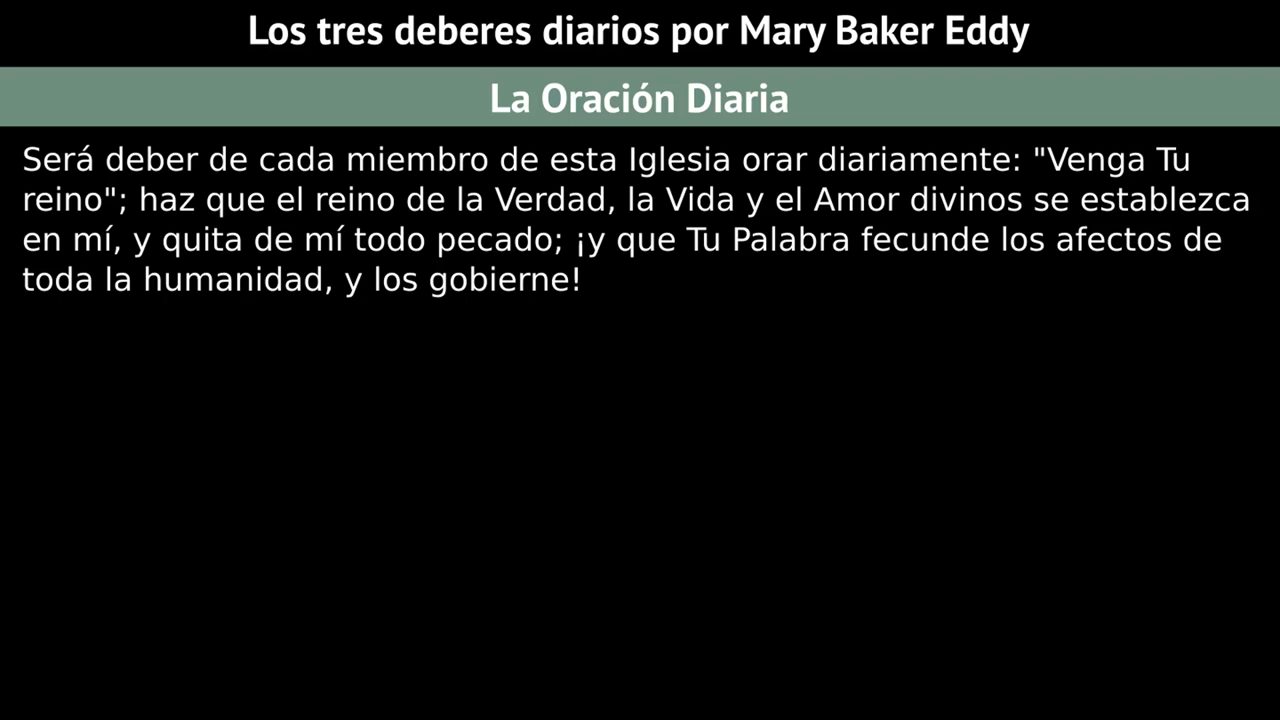 Los tres deberes diarios por Mary Baker Eddy
La Oración Diaria
Será deber de cada miembro de esta Iglesia orar diariamente: "Venga Tu
reino"; haz que el reino de la Verdad, la Vida y el Amor divinos se establezca
en mí, y quita de mí todo pecado; ¡y que Tu Palabra fecunde los afectos de
toda la humanidad, y los gobierne!